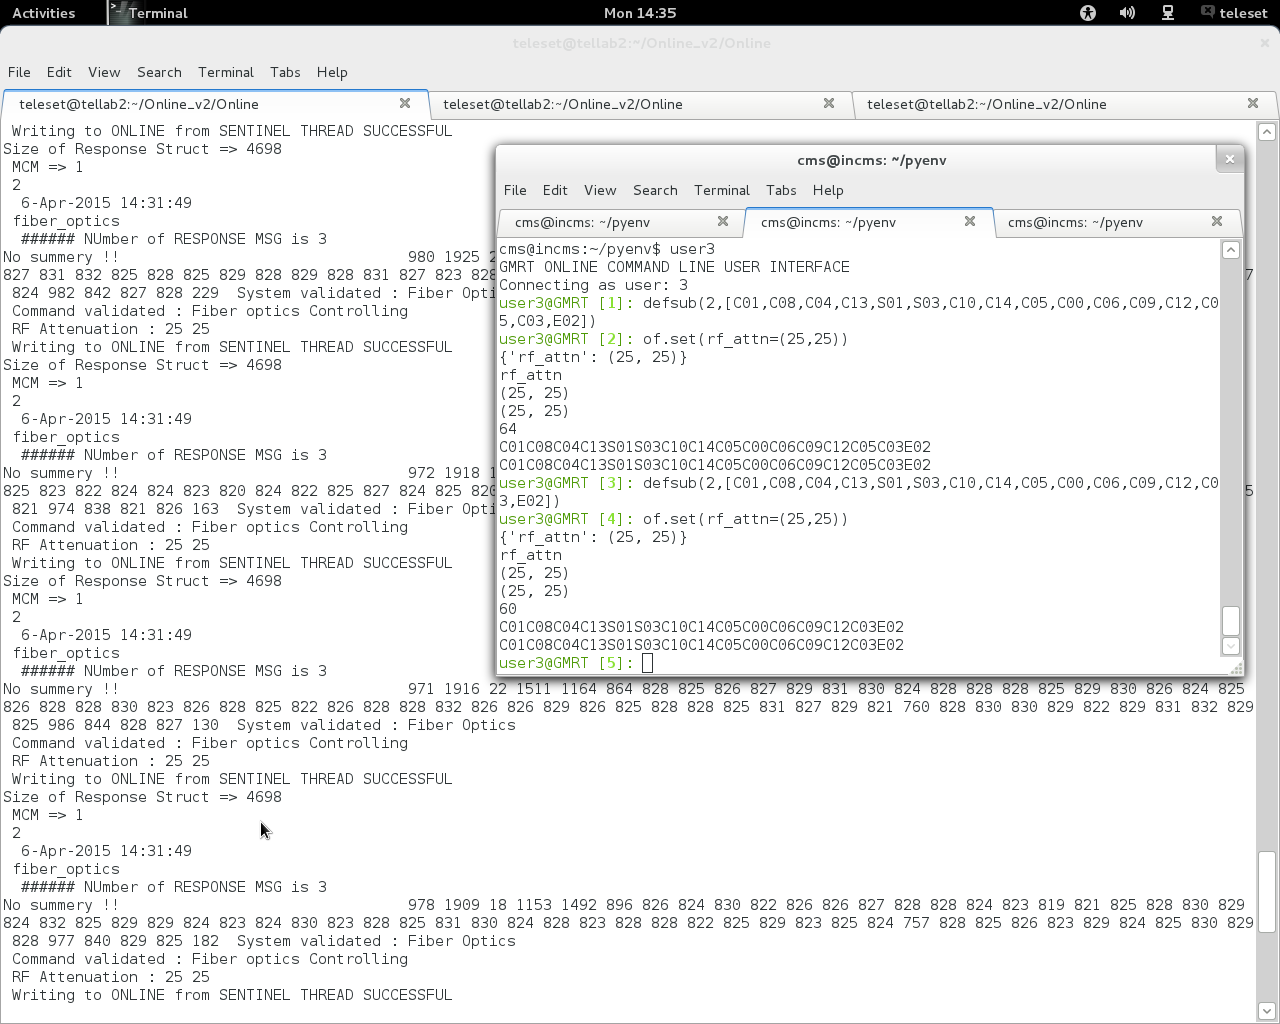 Activities Terminal Mon 14:35 teleset
teleset@tellab2:~/Online_v2/Online
File Edit View Search Terminal Tabs Help
teleset@tellab2:~/Online_v2/Online teleset@tellab2:~/Online_v2/Online teleset@tellab2:~/Online_v2/Online
Writing to ONLINE from SENTINEL THREAD SUCCESSFUL
Size of Response Struct => 4698
MCM => 1
2
6-Apr-2015 14:31:49
fiber_optics
###### NUmber of RESPONSE MSG is 3
No summery !! 980 1925
827 831 832 825 828 825 829 828 829 828 831 827 823 828
824 982 842 827 828 229 System validated : Fiber Opti
Command validated : Fiber optics Controlling
RF Attenuation : 25 25
Writing to ONLINE from SENTINEL THREAD SUCCESSFUL
Size of Response Struct => 4698
MCM => 1
2
6-Apr-2015 14:31:49
fiber_optics
###### NUmber of RESPONSE MSG is 3
No summery !! 972 1918
825 823 822 824 824 823 820 824 822 825 827 824 825 820
821 974 838 821 826 163 System validated : Fiber Opti
Command validated : Fiber optics Controlling
RF Attenuation : 25 25
Writing to ONLINE from SENTINEL THREAD SUCCESSFUL
Size of Response Struct => 4698
MCM => 1
2
6-Apr-2015 14:31:49
fiber_optics
###### NUmber of RESPONSE MSG is 3
No summery !! 971 1916 22 1511 1164 864 828 825 826 827 829 831 830 824 828 828 828 825 829 830 826 824 825
826 828 828 830 823 826 828 825 822 826 828 828 832 826 826 829 826 825 828 828 825 831 827 829 821 760 828 830 830 829 822 829 831 832 829
825 986 844 828 827 130 System validated : Fiber Optics
Command validated : Fiber optics Controlling
RF Attenuation : 25 25
Writing to ONLINE from SENTINEL THREAD SUCCESSFUL
Size of Response Struct => 4698
MCM => 1
2
6-Apr-2015 14:31:49
fiber_optics
###### NUmber of RESPONSE MSG is 3
No summery !! 978 1909 18 1153 1492 896 826 824 830 822 826 826 827 828 828 824 823 819 821 825 828 830 829
824 832 825 829 829 824 823 824 830 823 828 825 831 830 824 828 823 828 828 822 825 829 823 825 824 757 828 825 826 823 829 824 825 830 829
828 977 840 829 825 182 System validated : Fiber Optics
Command validated : Fiber optics Controlling
RF Attenuation : 25 25
Writing to ONLINE from SENTINEL THREAD SUCCESSFUL
cms@incms: ~/pyenv
File Edit View Search Terminal Tabs Help
cms@incms: ~/pyenv cms@incms: ~/pyenv cms@incms: ~/pyenv
cms@incms:~/pyenv$ user3
GMRT ONLINE COMMAND LINE USER INTERFACE
Connecting as user: 3
user3@GMRT [1]: defsub(2,[C01,C08,C04,C13,S01,S03,C10,C14,C05,C00,C06,C09,C12,C0
5,C03,E02])
user3@GMRT [2]: of.set(rf_attn=(25,25))
{'rf_attn': (25, 25)}
rf_attn
(25, 25)
(25, 25)
64
C01C08C04C13S01S03C10C14C05C00C06C09C12C05C03E02
C01C08C04C13S01S03C10C14C05C00C06C09C12C05C03E02
user3@GMRT [3]: defsub(2,[C01,C08,C04,C13,S01,S03,C10,C14,C05,C00,C06,C09,C12,C0
3,E02])
user3@GMRT [4]: of.set(rf_attn=(25,25))
{'rf_attn': (25, 25)}
rf_attn
(25, 25)
(25, 25)
60
C01C08C04C13S01S03C10C14C05C00C06C09C12C03E02
C01C08C04C13S01S03C10C14C05C00C06C09C12C03E02
user3@GMRT [5]: